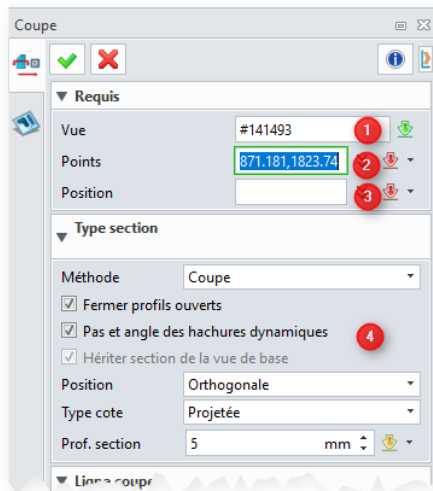 Coupe
Requis
Vue #141493 1
Points 871.181,1823.74 2
Position 3
Type section
Méthode Coupe
Fermer profils ouverts
Pas et angle des hachures dynamiques 4
Hériter section de la vue de base
Position Orthogonale
Type cote Projetée
Prof. section 5 mm
Ligne coupe